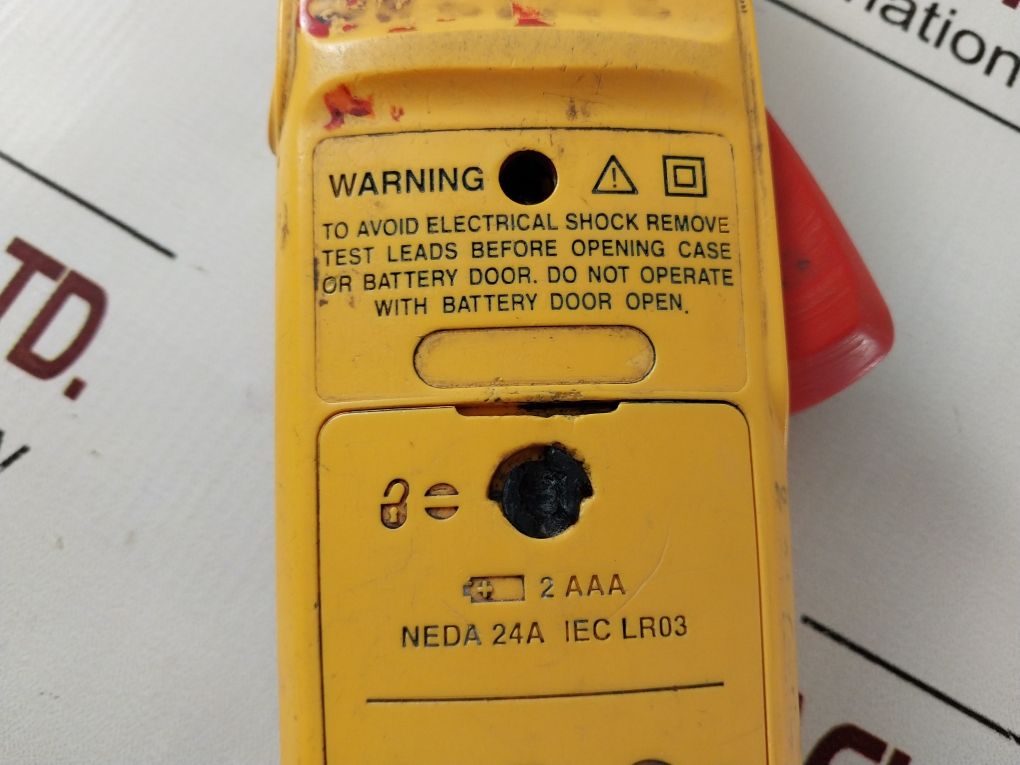 WARNING
TO AVOID ELECTRICAL SHOCK REMOVE
TEST LEADS BEFORE OPENING CASE
OR BATTERY DOOR. DO NOT OPERATE
WITH BATTERY DOOR OPEN.
2 AAA
NEDA 24A IEC LR03
TD.